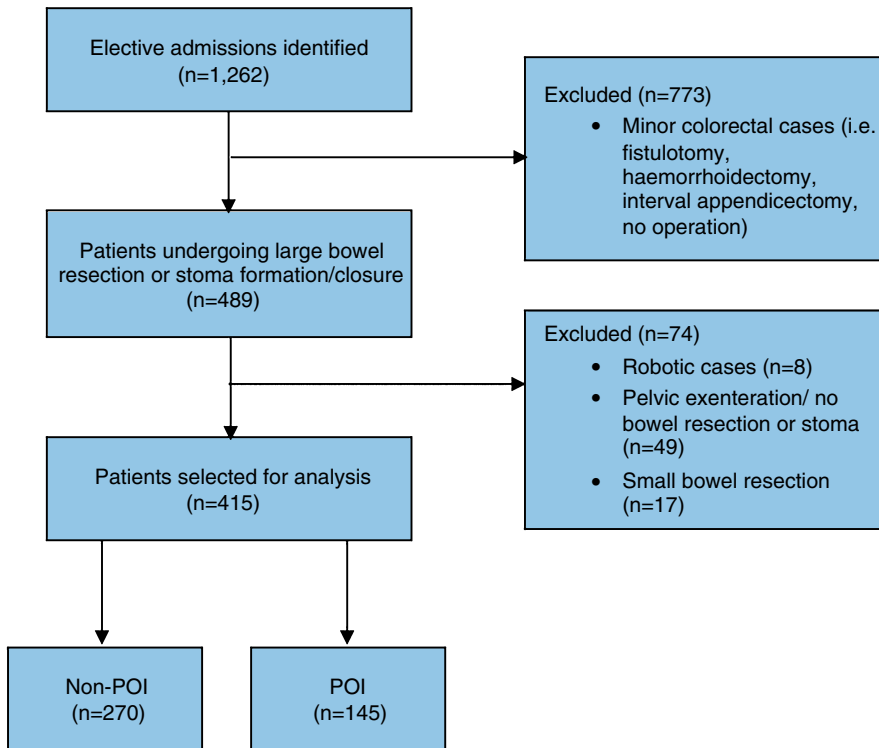 Elective admissions identified
(n=1,262)
Excluded (n=773)
• Minor colorectal cases (i.e.
fistulotomy,
haemorrhoidectomy,
interval appendicectomy,
no operation)
Patients undergoing large bowel
resection or stoma formation/closure
(n=489)
Excluded (n=74)
• Robotic cases (n=8)
• Pelvic exenteration/ no
bowel resection or stoma
(n=49)
• Small bowel resection
(n=17)
Patients selected for analysis
(n=415)
Non-POI
(n=270)
POI
(n=145)